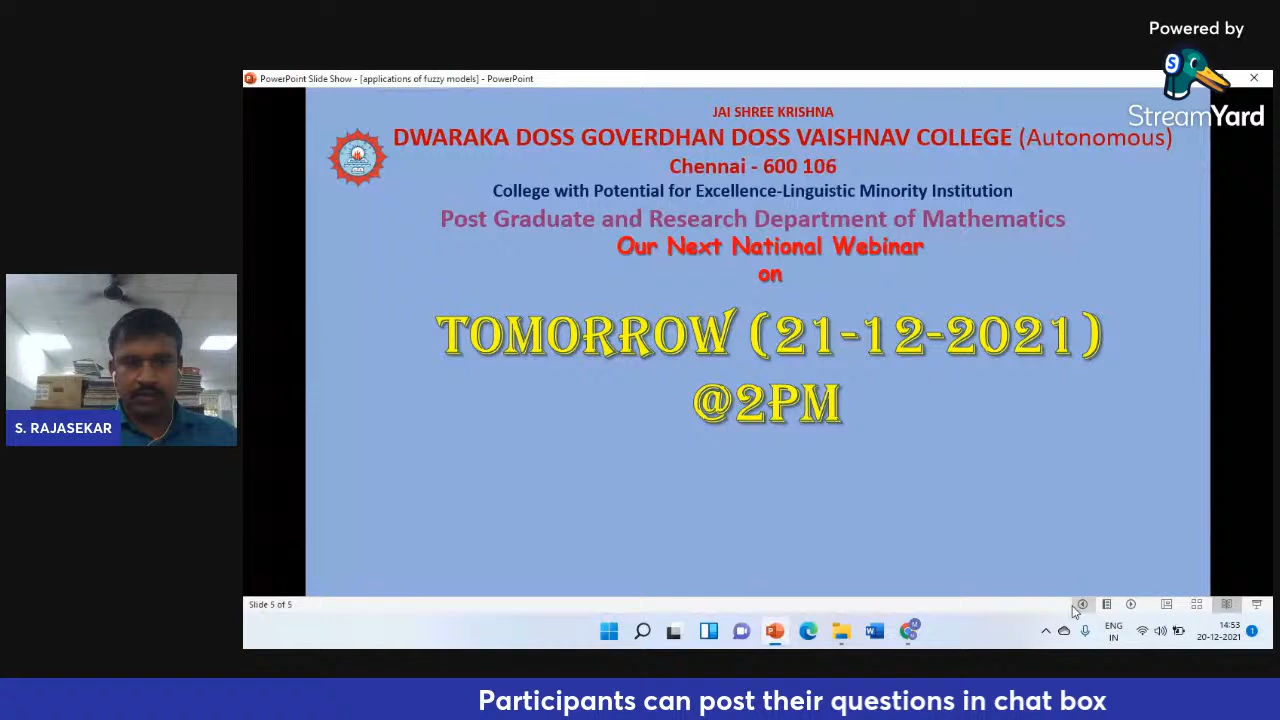 Powered by
StreamYard
PowerPoint Slide Show - [applications of fuzzy models] - PowerPoint
JAI SHREE KRISHNA
DWARAKA DOSS GOVERDHAN DOSS VAISHNAV COLLEGE (Autonomous)
Chennai - 600 106
College with Potential for Excellence-Linguistic Minority Institution
Post Graduate and Research Department of Mathematics
Our Next National Webinar
on
TOMORROW (21-12-2021)
@2PM
S. RAJASEKAR
Slide 5 of 5
ENG
IN
14:53
20-12-2021
1
Participants can post their questions in chat box